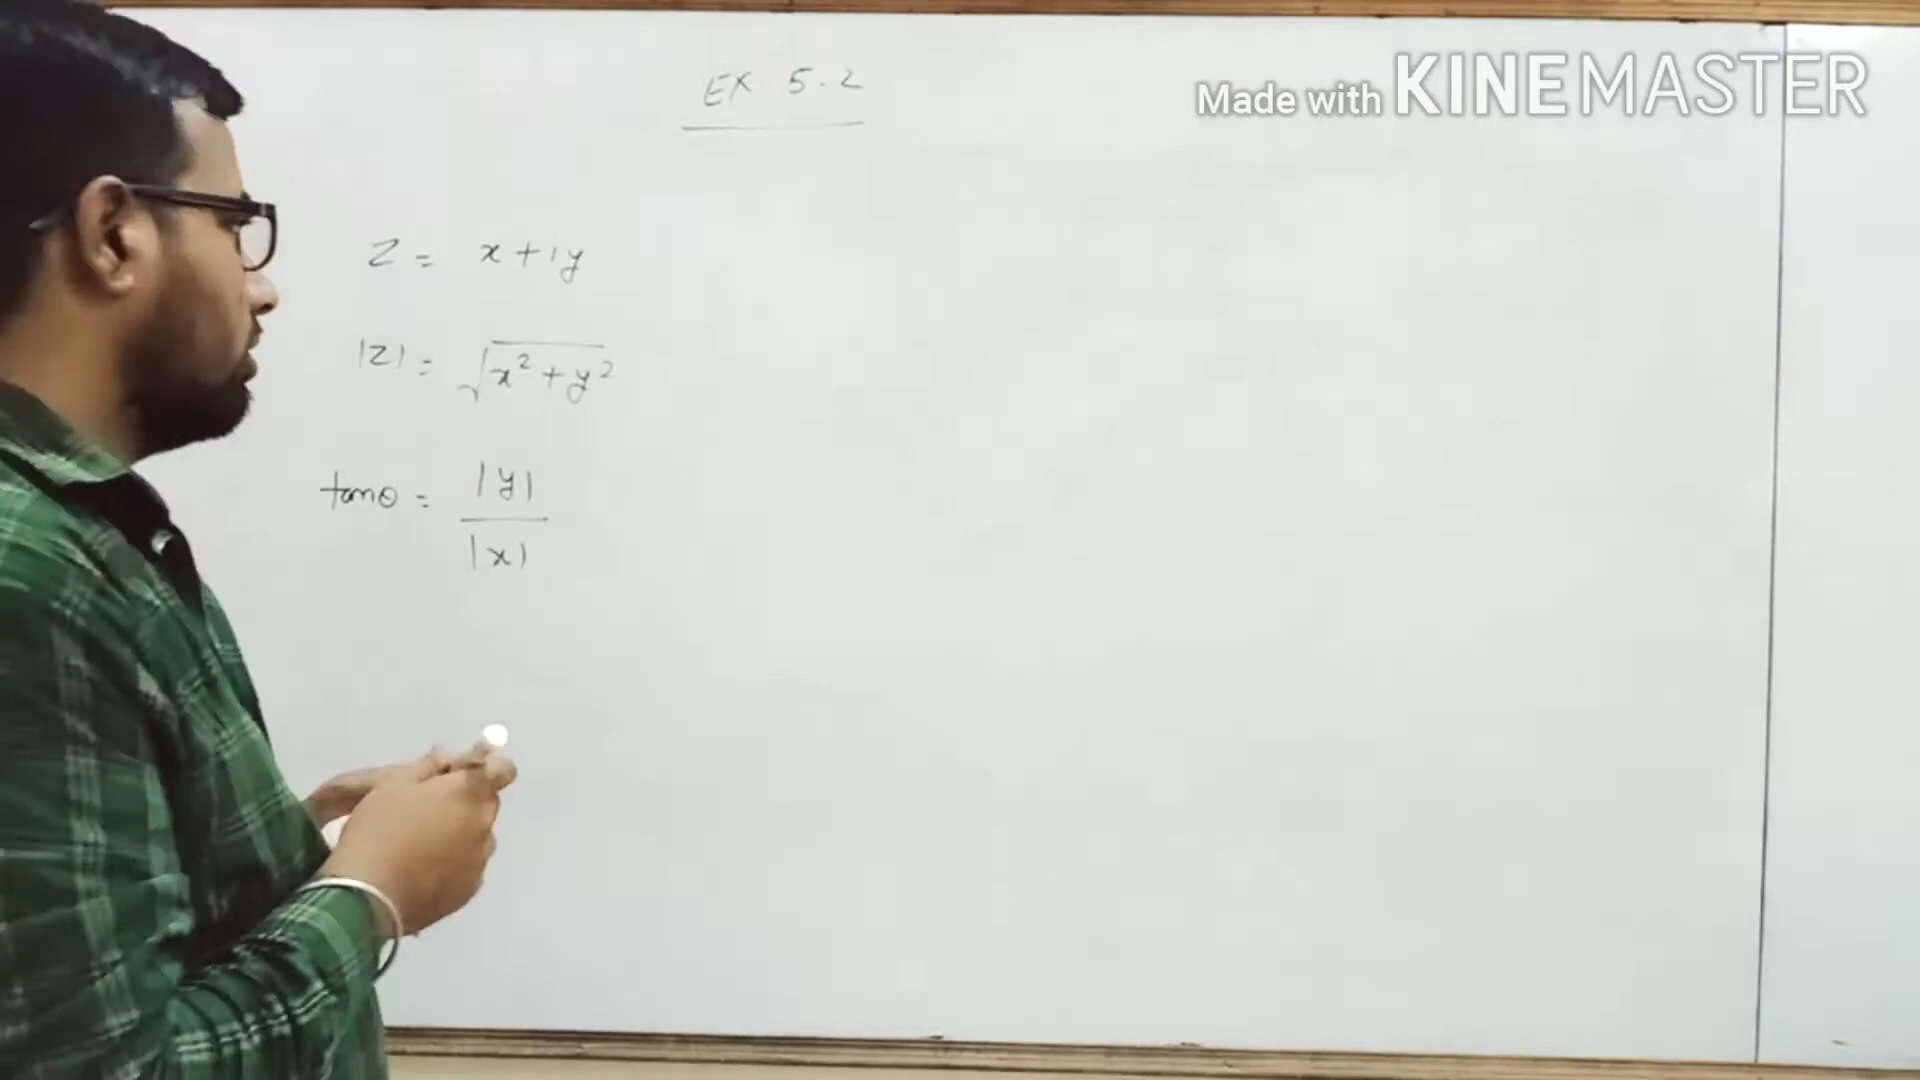 EX 5.2
Made with KINEMASTER
Z = x + iy
|Z| = √x² + y²
tanθ = |y|
|x|